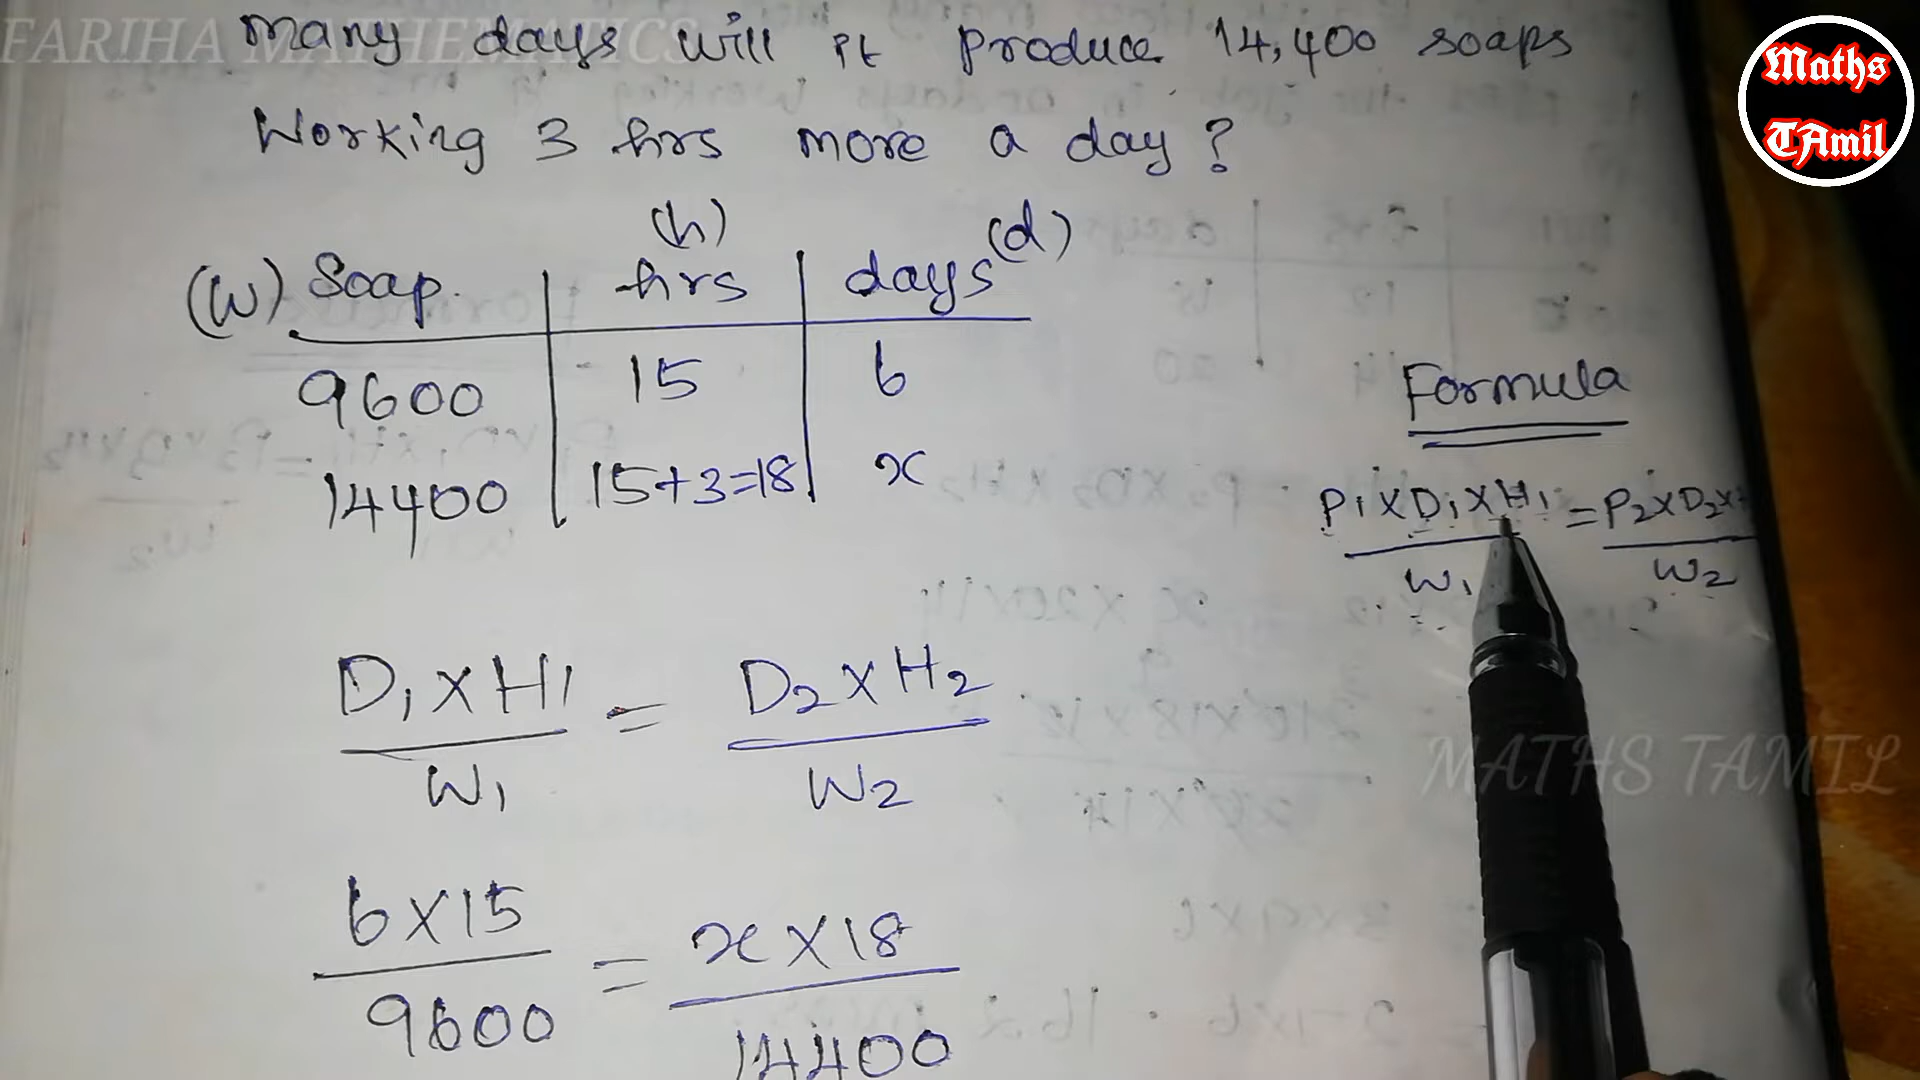 FARIHA MATHEMATICS
many days will it produce 14,400 soaps
Working 3 hrs more a day ?
Maths
TAmil
(h)
(W) Soap. hrs days (d)
9600 15 6
14400 15+3=18 x
Formula
P1 X D1 X H1 = P2 X D2 X
W1 W2
D1 X H1 = D2 X H2
W1 W2
MATHS TAMIL
6 X 15 = x X 18
9600 14400